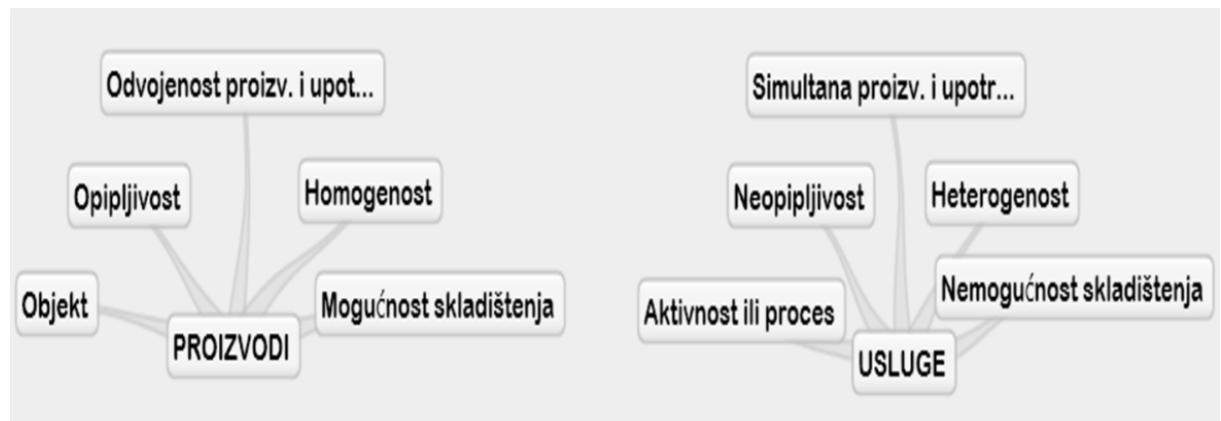 Odvojenost proizv. i upot...
Opipljivost
Homogenost
Objekt
Mogućnost skladištenja
PROIZVODI
Simultana proizv. i upotr...
Neopipljivost
Heterogenost
Aktivnost ili proces
Nemogućnost skladištenja
USLUGE